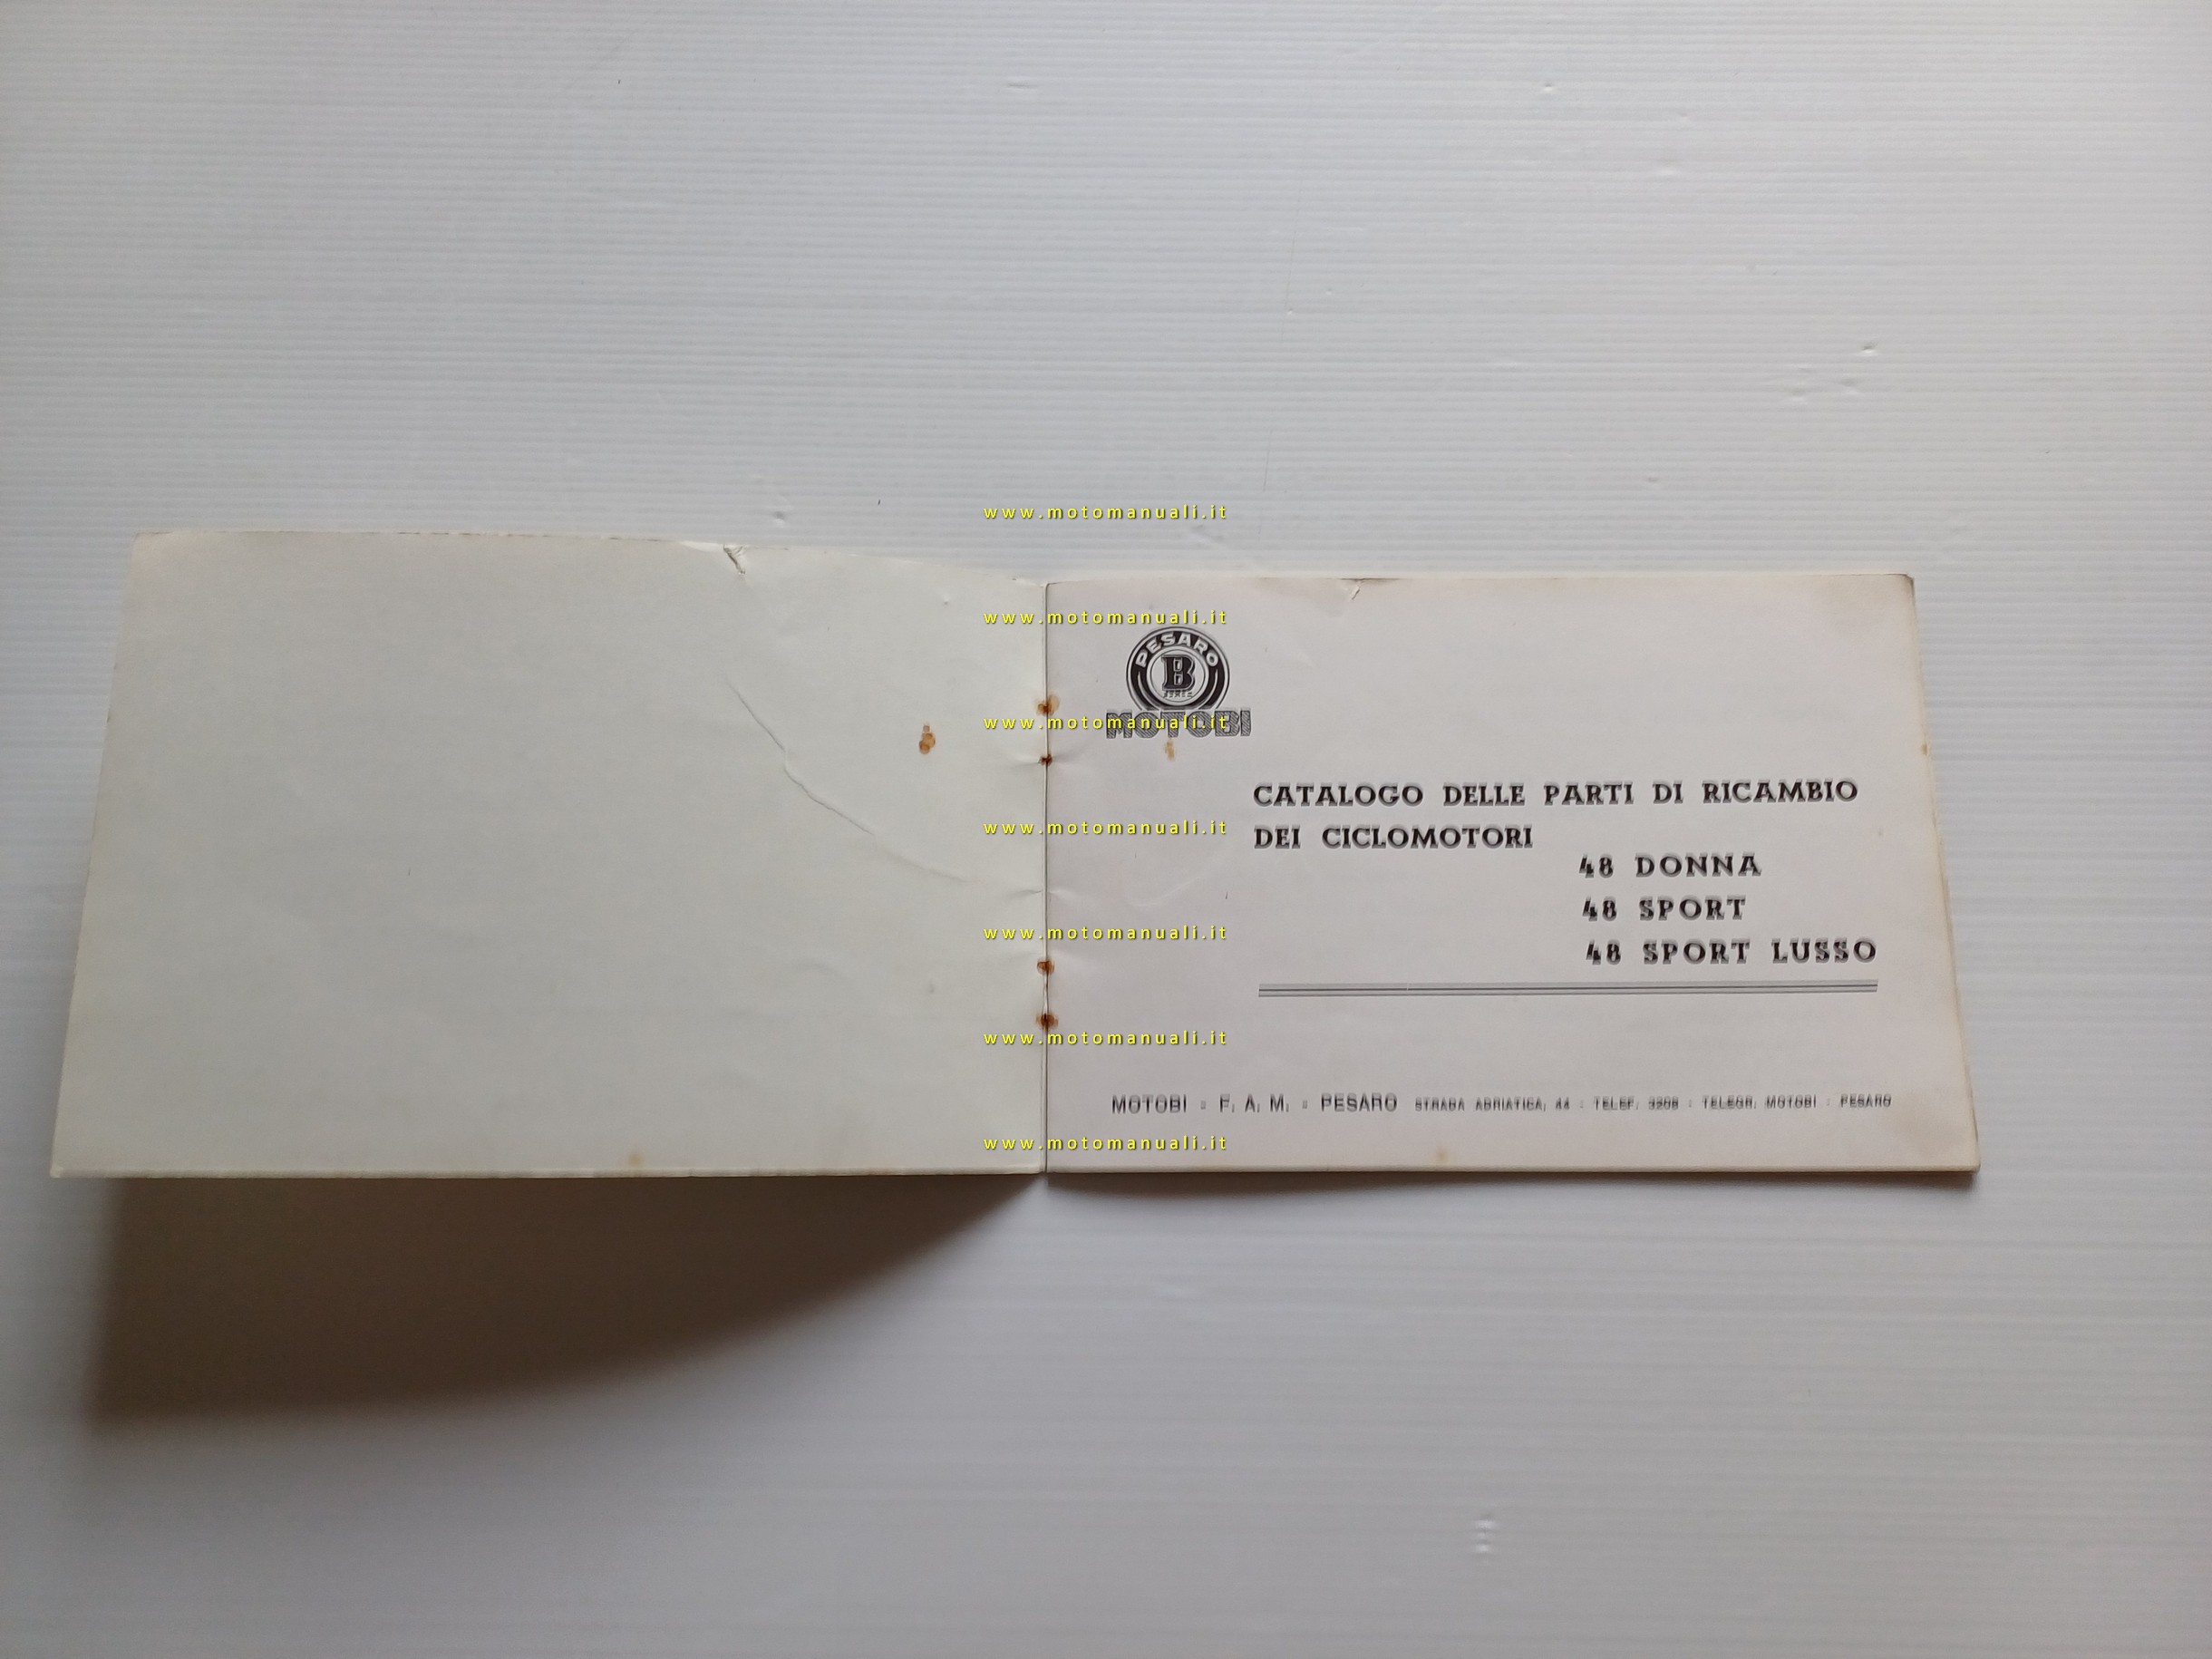 www.motomanuali.it
www.motomanuali.it
PESARO
B
MOTOBI
www.motomanuali.it
CATALOGO DELLE PARTI DI RICAMBIO
DEI CICLOMOTORI
www.motomanuali.it
48 DONNA
48 SPORT
www.motomanuali.it
48 SPORT LUSSO
www.motomanuali.it
MOTOBI - F. A. M. - PESARO STRADA ADRIATICA, 44 - TELEF. 3208 - TELEGR. MOTOBI - PESARO
www.motomanuali.it